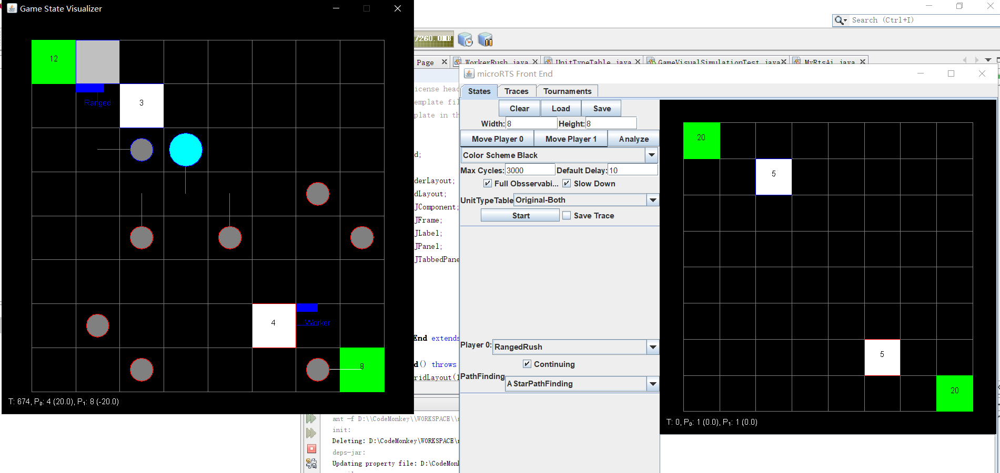 Game State Visualizer
12
3
Ranged
4
Worker
8
T: 674, P₀: 4 (20.0), P₁: 8 (-20.0)
Search (Ctrl+I)
/260.0MB
Page
WorkerRush.java
UnitTypeTable.java
GameVisualSimulationTest.java
MyRtsAi.java
icense head
emplate fil
plate in th
d;
derLayout;
dLayout;
JComponent;
JFrame;
JLabel;
JPanel;
JTabbedPane
End extends
d() throws
ridLayout(1
microRTS Front End
States
Traces
Tournaments
Clear
Load
Save
Width: 8
Height: 8
Move Player 0
Move Player 1
Analyze
Color Scheme Black
Max Cycles: 3000
Default Delay: 10
Full Obsservabi...
Slow Down
UnitTypeTable
Original-Both
Start
Save Trace
Player 0:
RangedRush
Continuing
PathFinding
AStarPathFinding
20
5
5
20
T: 0, P₀: 1 (0.0), P₁: 1 (0.0)
ant -f D:\\CodeMonkey\\WORKSPACE\\
init:
Deleting: D:\CodeMonkey\WORKSPACE\
deps-jar:
Updating property file: D:\CodeMon